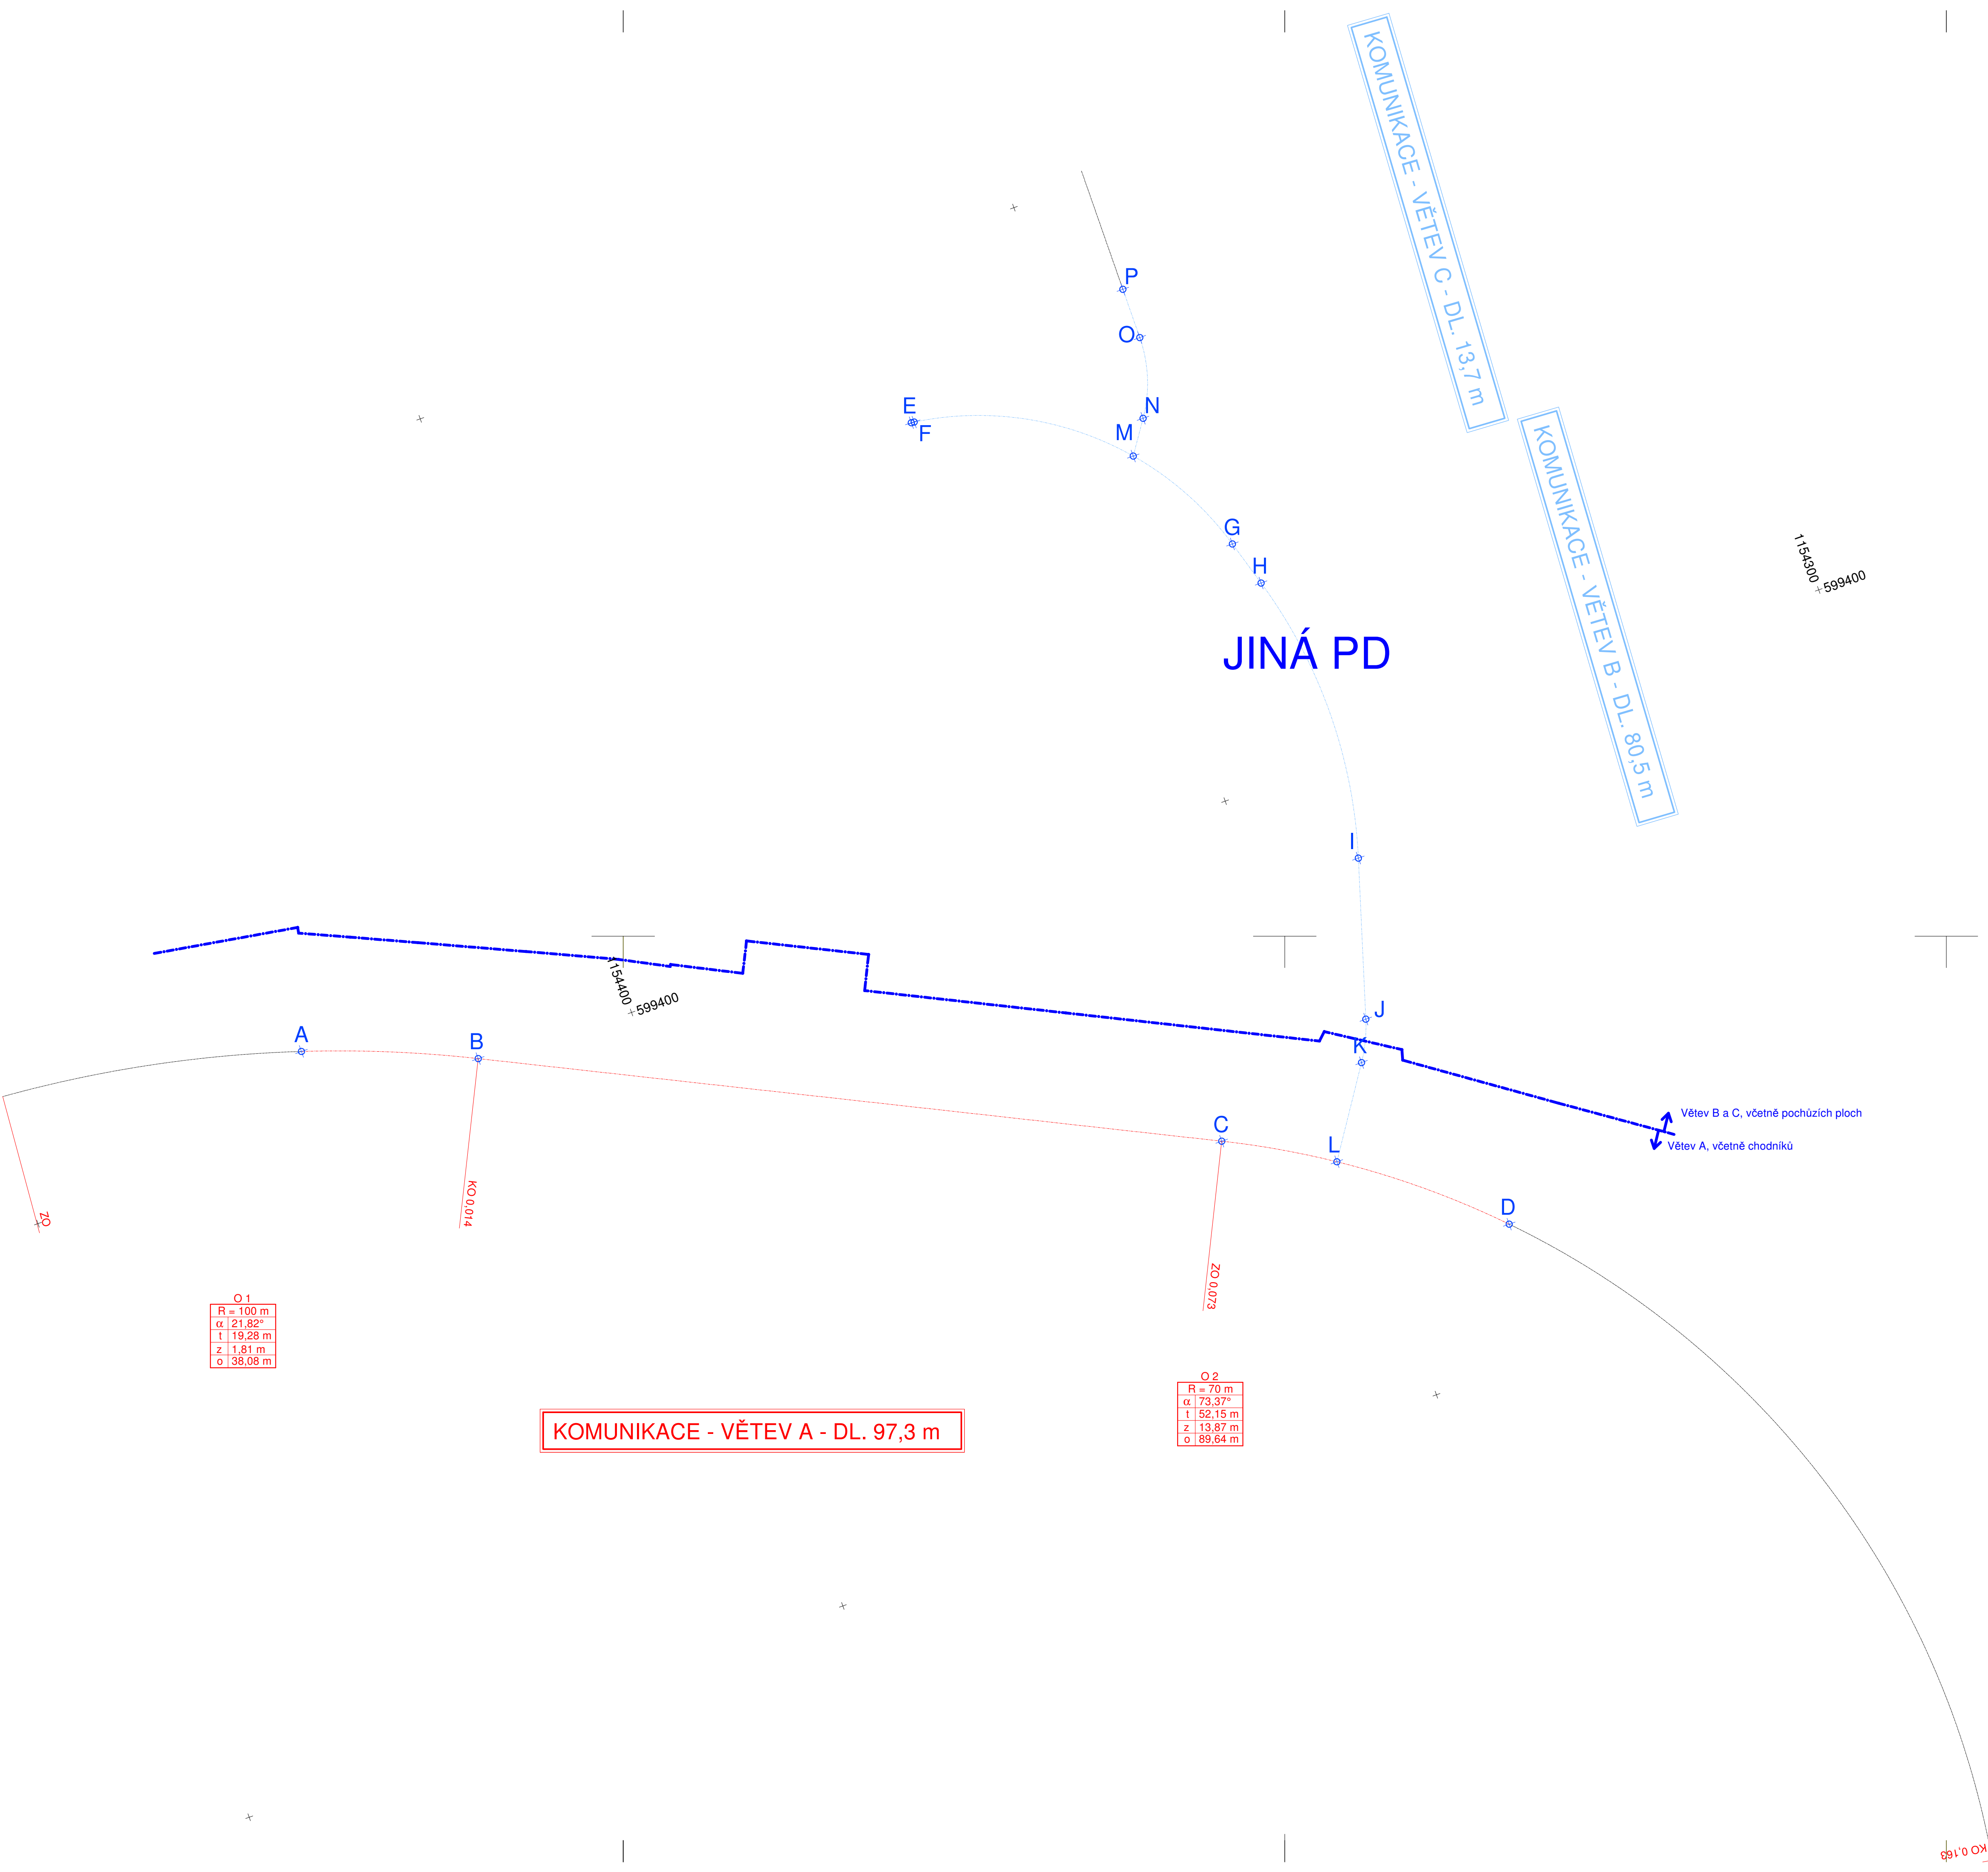 KOMUNIKACE - VĚTEV C - DL. 13,7 m
P
O
E
N
F
M
KOMUNIKACE - VĚTEV B - DL. 80,5 m
G
H
1154300
599400
JINÁ PD
I
1154400
599400
J
A
B
K
C
L
Větev B a C, včetně pochůzích ploch
Větev A, včetně chodníků
D
ZO
KO 0,014
ZO 0,073
O 1
R = 100 m
α 21,82°
t 19,28 m
z 1,81 m
o 38,08 m
O 2
R = 70 m
α 73,37°
t 52,15 m
z 13,87 m
o 89,64 m
KOMUNIKACE - VĚTEV A - DL. 97,3 m
KO 0,163